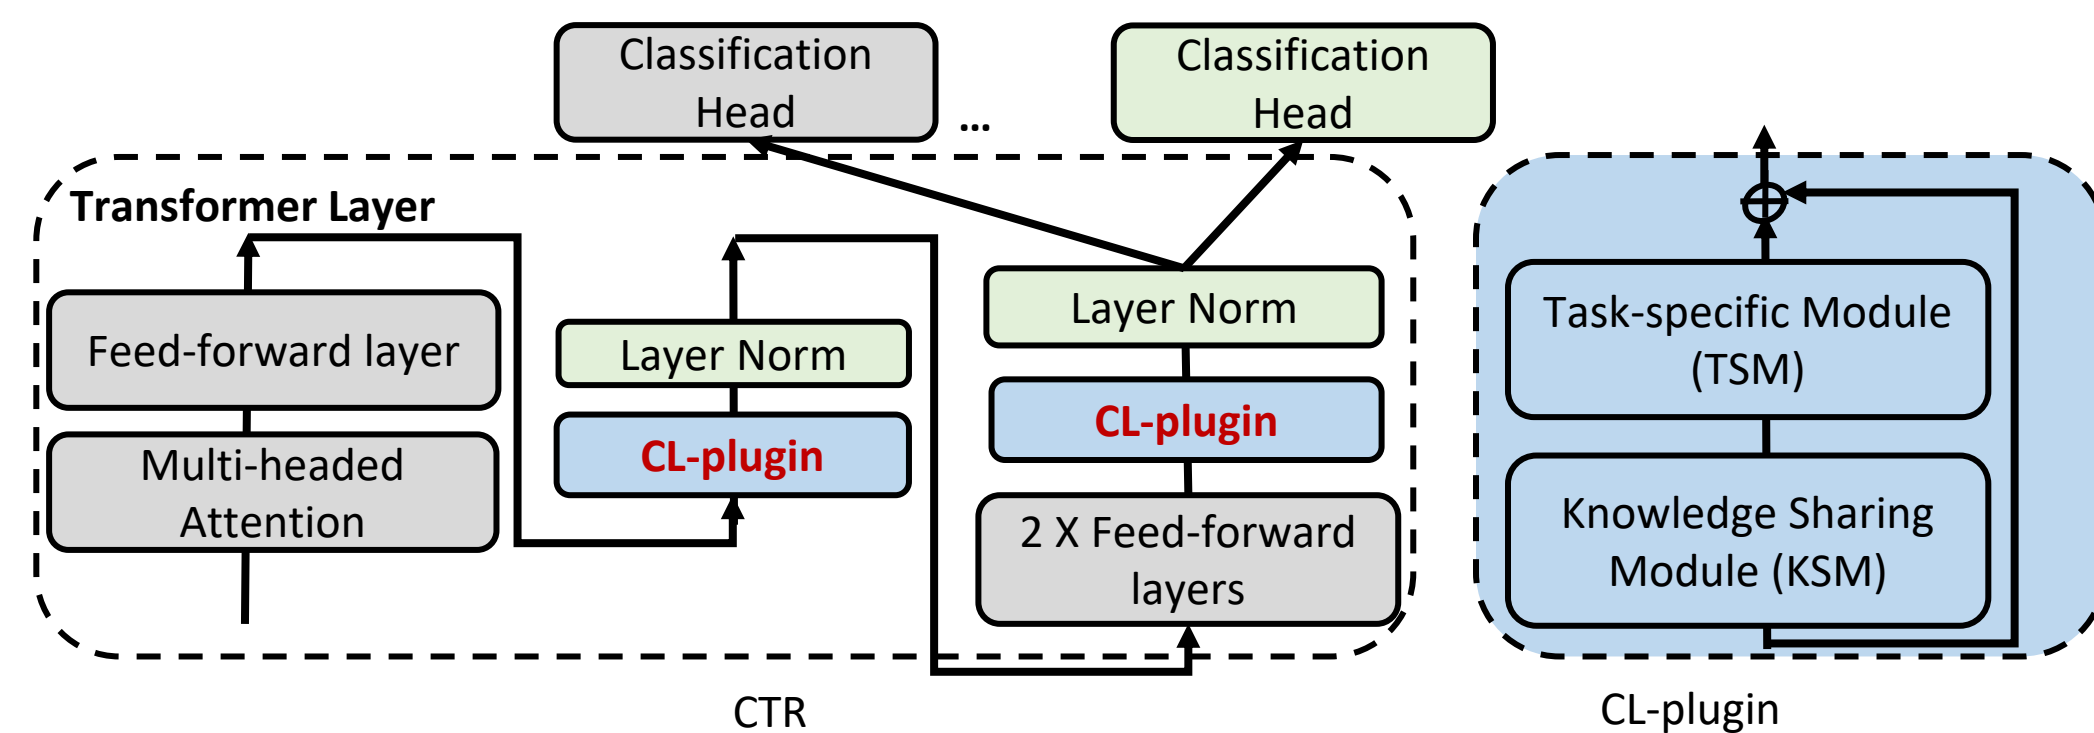 Classification
Head
...
Classification
Head
Transformer Layer
Feed-forward layer
Multi-headed
Attention
Layer Norm
CL-plugin
Layer Norm
CL-plugin
2 X Feed-forward
layers
CTR
Task-specific Module
(TSM)
Knowledge Sharing
Module (KSM)
CL-plugin